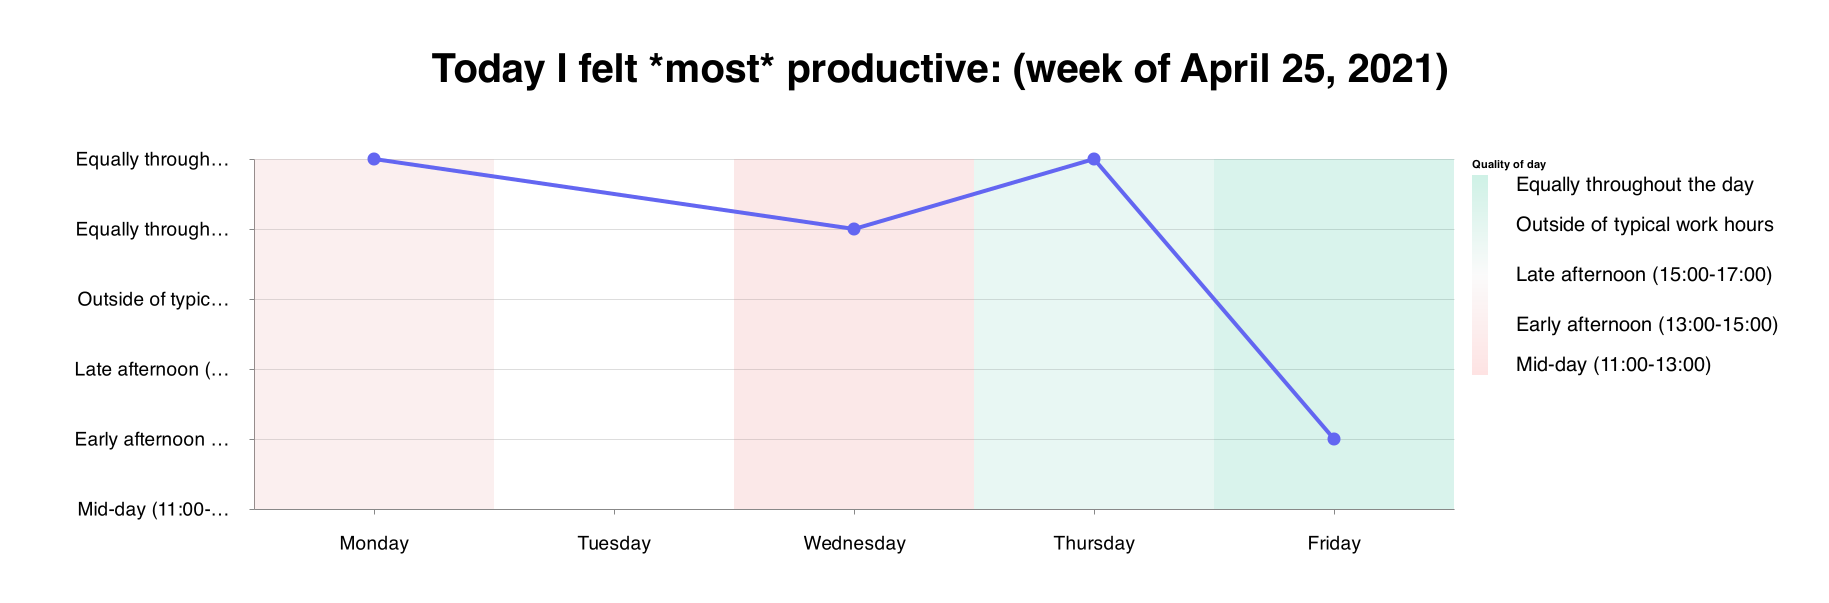 Today I felt *most* productive: (week of April 25, 2021)
Equally through…
Equally through…
Outside of typic…
Late afternoon (…
Early afternoon …
Mid-day (11:00-…
Monday
Tuesday
Wednesday
Thursday
Friday
Quality of day
Equally throughout the day
Outside of typical work hours
Late afternoon (15:00-17:00)
Early afternoon (13:00-15:00)
Mid-day (11:00-13:00)